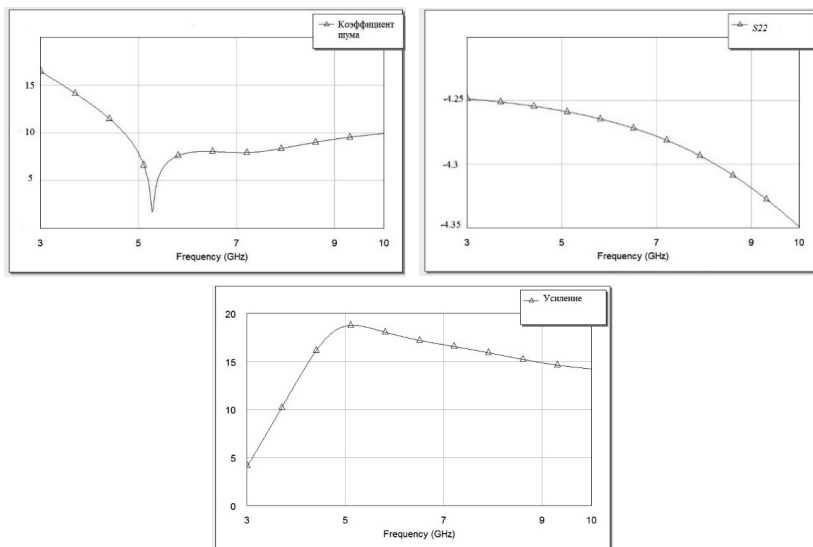 Коэффициент
шума
15
10
5
3 5 7 9 10
Frequency (GHz)
S22
-4.25
-4.3
-4.35
3 5 7 9 10
Frequency (GHz)
Усиление
20
15
10
5
0
3 5 7 9 10
Frequency (GHz)